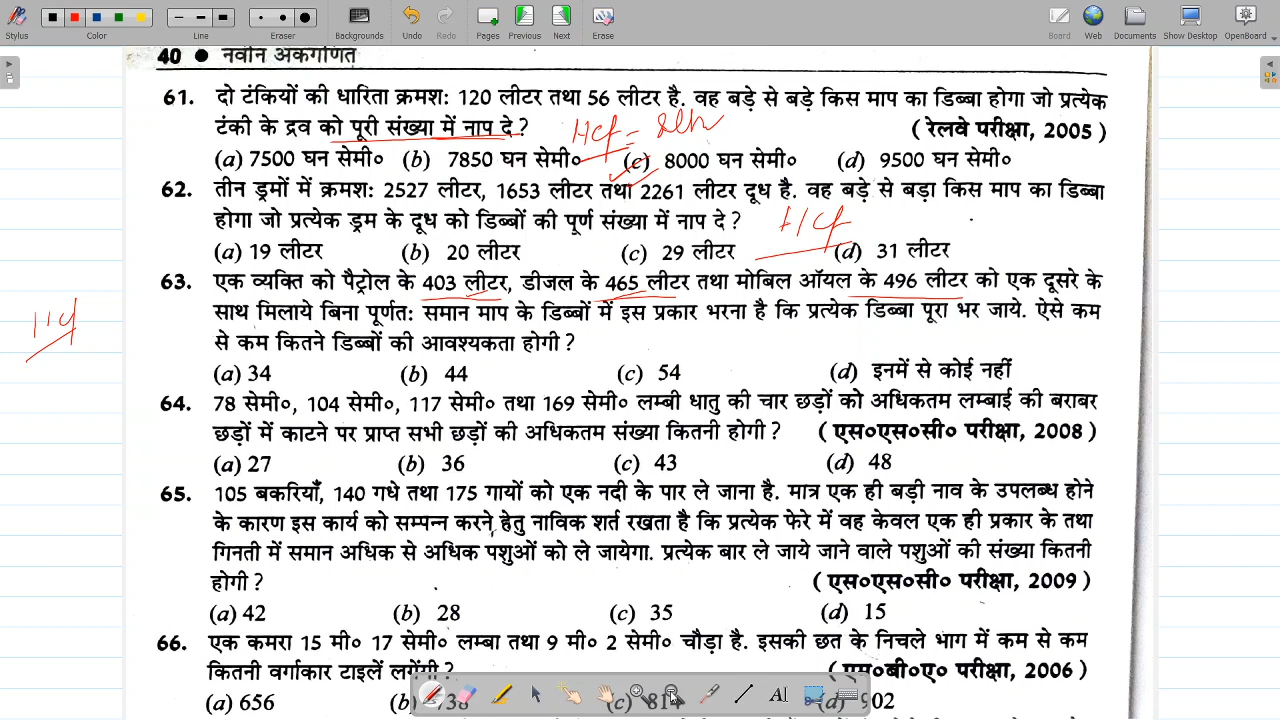 Stylus Color Line Eraser Backgrounds Undo Redo Pages Previous Next Erase Board Web Documents Show Desktop OpenBoard
40 ● नवीन अंकगणित
61. दो टंकियों की धारिता क्रमशः 120 लीटर तथा 56 लीटर है. वह बड़े से बड़े किस माप का डिब्बा होगा जो प्रत्येक
टंकी के द्रव को पूरी संख्या में नाप दे ? (रेलवे परीक्षा, 2005)
Hcf =
(a) 7500 घन सेमी० (b) 7850 घन सेमी० (c) 8000 घन सेमी० (d) 9500 घन सेमी०
62. तीन ड्रमों में क्रमशः 2527 लीटर, 1653 लीटर तथा 2261 लीटर दूध है. वह बड़े से बड़ा किस माप का डिब्बा
होगा जो प्रत्येक ड्रम के दूध को डिब्बों की पूर्ण संख्या में नाप दे ? Hcf
(a) 19 लीटर (b) 20 लीटर (c) 29 लीटर (d) 31 लीटर
63. एक व्यक्ति को पैट्रोल के 403 लीटर, डीजल के 465 लीटर तथा मोबिल ऑयल के 496 लीटर को एक दूसरे के
साथ मिलाये बिना पूर्णतः समान माप के डिब्बों में इस प्रकार भरना है कि प्रत्येक डिब्बा पूरा भर जाये. ऐसे कम
से कम कितने डिब्बों की आवश्यकता होगी ?
(a) 34 (b) 44 (c) 54 (d) इनमें से कोई नहीं
64. 78 सेमी०, 104 सेमी०, 117 सेमी० तथा 169 सेमी० लम्बी धातु की चार छड़ों को अधिकतम लम्बाई की बराबर
छड़ों में काटने पर प्राप्त सभी छड़ों की अधिकतम संख्या कितनी होगी ? (एस०एस०सी० परीक्षा, 2008)
(a) 27 (b) 36 (c) 43 (d) 48
65. 105 बकरियाँ, 140 गधे तथा 175 गायों को एक नदी के पार ले जाना है. मात्र एक ही बड़ी नाव के उपलब्ध होने
के कारण इस कार्य को सम्पन्न करने हेतु नाविक शर्त रखता है कि प्रत्येक फेरे में वह केवल एक ही प्रकार के तथा
गिनती में समान अधिक से अधिक पशुओं को ले जायेगा. प्रत्येक बार ले जाये जाने वाले पशुओं की संख्या कितनी
होगी ? (एस०एस०सी० परीक्षा, 2009)
(a) 42 (b) 28 (c) 35 (d) 15
66. एक कमरा 15 मी० 17 सेमी० लम्बा तथा 9 मी० 2 सेमी० चौड़ा है. इसकी छत के निचले भाग में कम से कम
कितनी वर्गाकार टाइलें लगेंगी ? (एम०बी०ए० परीक्षा, 2006)
(a) 656 (b) 738 (c) (d) 902